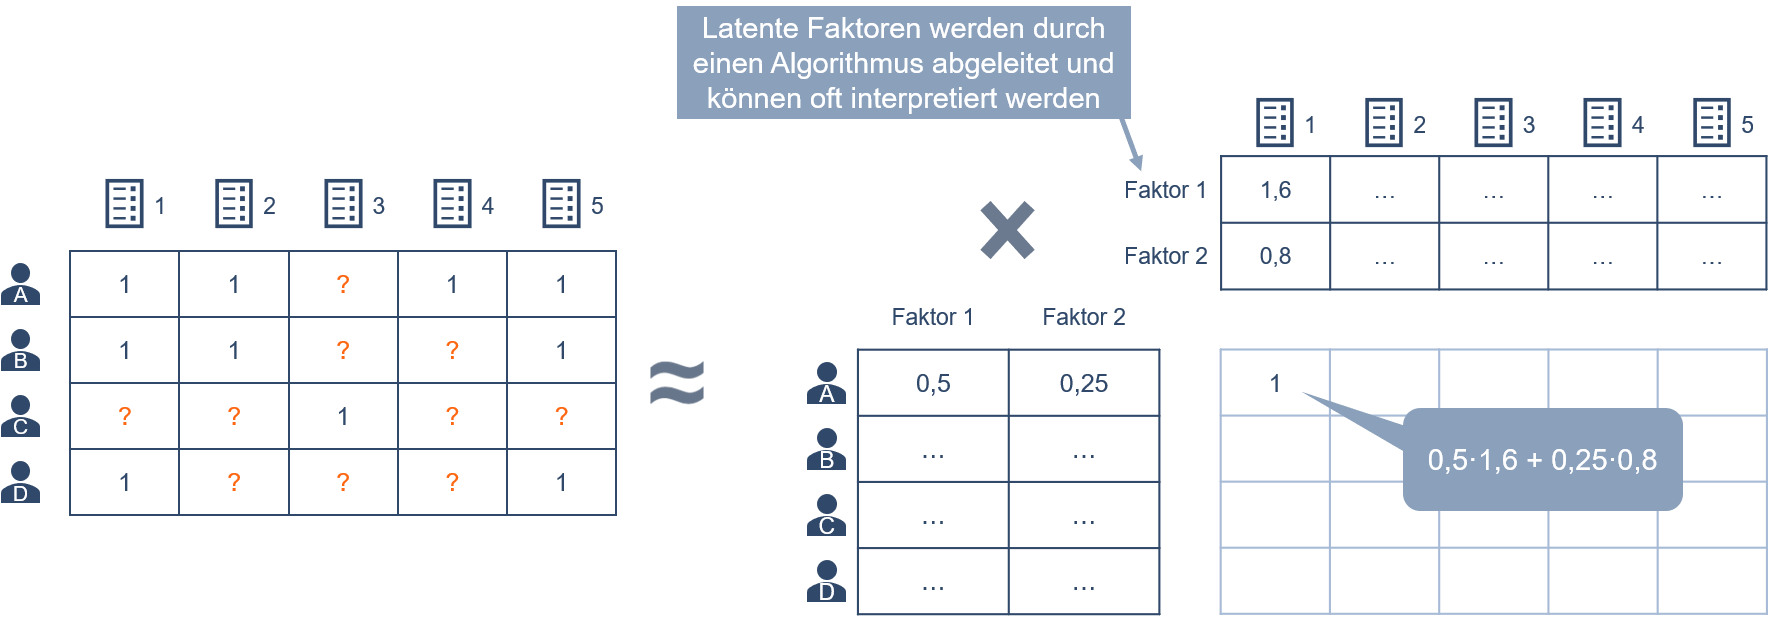 Latente Faktoren werden durch
einen Algorithmus abgeleitet und
können oft interpretiert werden
1 2 3 4 5
Faktor 1 1,6 ... ... ... ...
Faktor 2 0,8 ... ... ... ...
1 2 3 4 5
A 1 1 ? 1 1
B 1 1 ? ? 1
C ? ? 1 ? ?
D 1 ? ? ? 1
≈
Faktor 1 Faktor 2
A 0,5 0,25
B ... ...
C ... ...
D ... ...
1
0,5·1,6 + 0,25·0,8